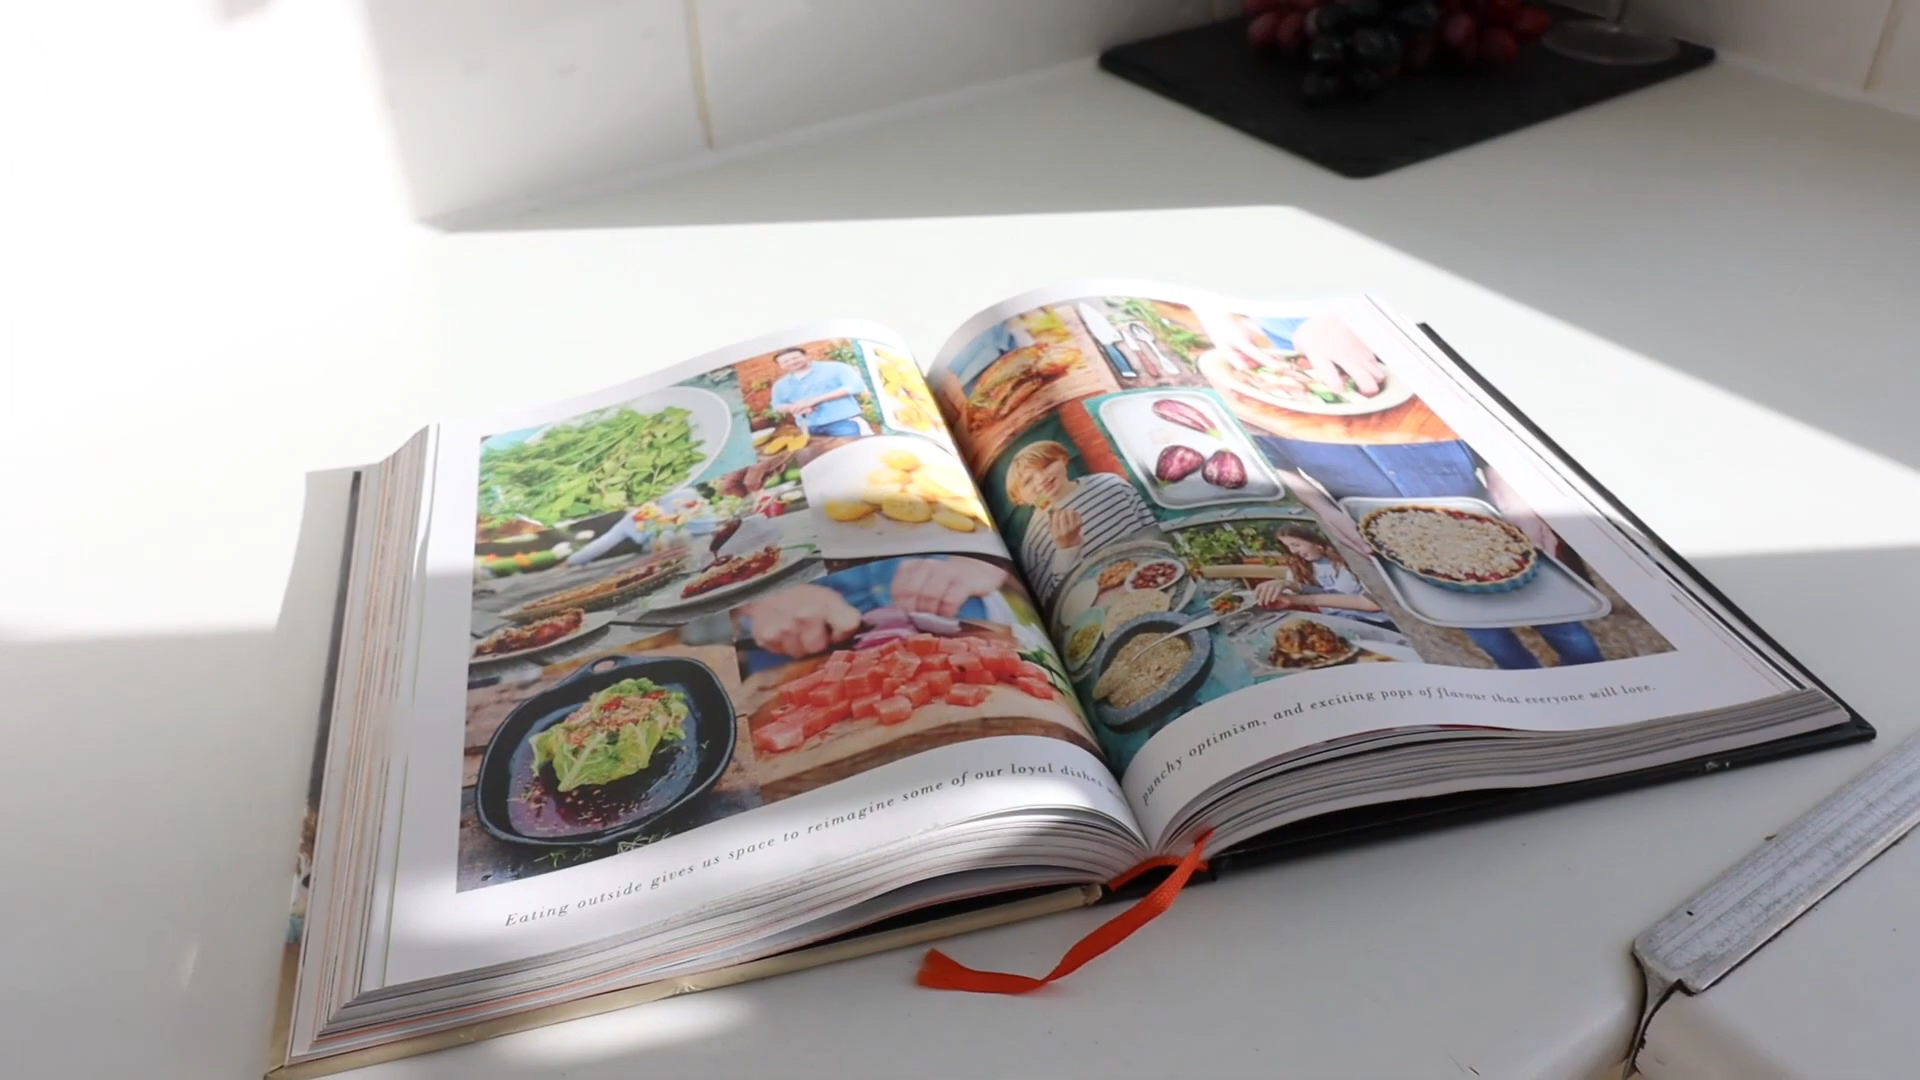 Eating outside gives us space to reimagine some of our loyal dishes
punchy optimism, and exciting pops of flavour that everyone will love.